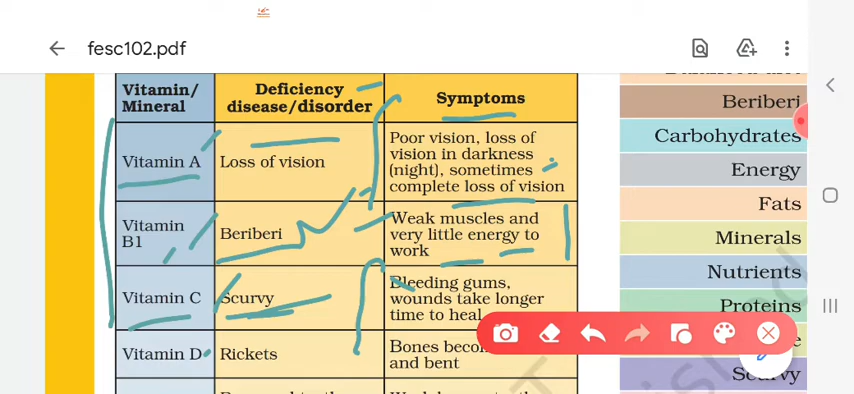 fesc102.pdf
Vitamin/
Mineral
Deficiency
disease/disorder
Symptoms
Vitamin A
Loss of vision
Poor vision, loss of
vision in darkness
(night), sometimes
complete loss of vision
Vitamin
B1
Beriberi
Weak muscles and
very little energy to
work
Vitamin C
Scurvy
Bleeding gums,
wounds take longer
time to heal
Vitamin D
Rickets
Bones beco
and bent
Beriberi
Carbohydrates
Energy
Fats
Minerals
Nutrients
Proteins
Scurvy